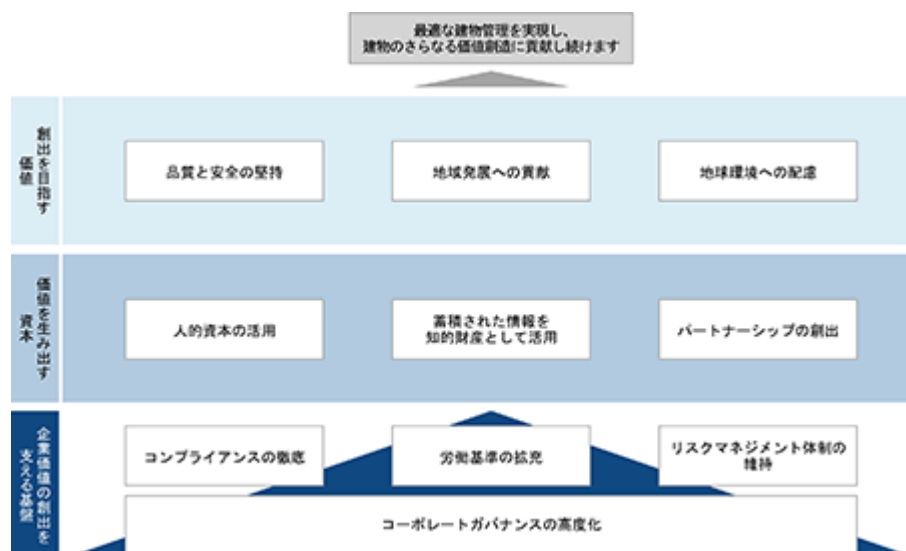 最適な建物管理を実現し、
建物のさらなる価値創造に貢献し続けます
創出を目指す
価値
品質と安全の堅持
地域発展への貢献
地球環境への配慮
価値を生み出す
資本
人的資本の活用
蓄積された情報を
知的財産として活用
パートナーシップの創出
企業価値の創出を
支える基盤
コンプライアンスの徹底
労働基準の拡充
リスクマネジメント体制の
維持
コーポレートガバナンスの高度化